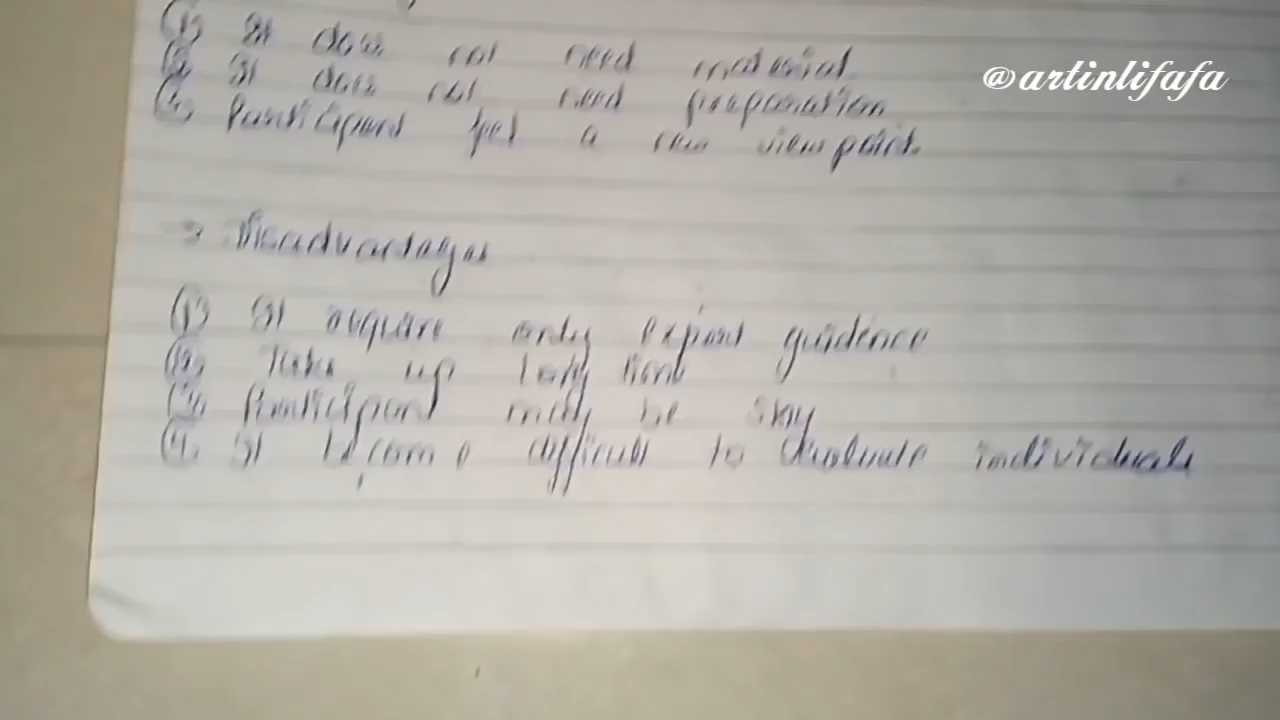 (1) It does not need material.
(2) It does not need preparation.
Participant get a new view point.
@artinlifafa
→ Disadvantages
(1) It require only expert guidence
(2) Take up long time
(3) Participant may be shy
(4) It become difficult to evaluate individuals